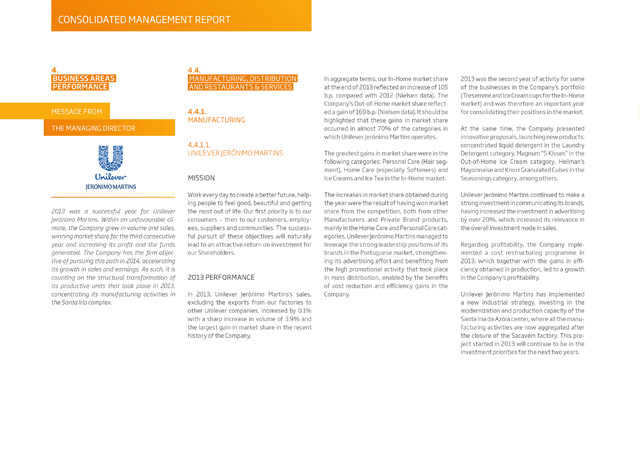 CONSOLIDATED MANAGEMENT REPORT
4.
BUSINESS AREAS
PERFORMANCE
MESSAGE FROM
THE MANAGING DIRECTOR
Unilever
JERÓNIMO MARTINS
2013 was a successful year for Unilever
Jerónimo Martins. Within an unfavourable cli-
mate, the Company grew in volume and sales,
winning market share for the third consecutive
year and increasing its profit and the funds
generated. The Company has the firm objec-
tive of pursuing this path in 2014, accelerating
its growth in sales and earnings. As such, it is
counting on the structural transformation of
its productive units that took place in 2013,
concentrating its manufacturing activities in
the Santa Iria complex.
4.4.
MANUFACTURING, DISTRIBUTION
AND RESTAURANTS & SERVICES
4.4.1.
MANUFACTURING
4.4.1.1.
UNILEVER JERÓNIMO MARTINS
MISSION
Work every day to create a better future, help-
ing people to feel good, beautiful and getting
the most out of life. Our first priority is to our
consumers – then to our customers, employ-
ees, suppliers and communities. The success-
ful pursuit of these objectives will naturally
lead to an attractive return on investment for
our Shareholders.
2013 PERFORMANCE
In 2013, Unilever Jerónimo Martins's sales,
excluding the exports from our factories to
other Unilever companies, increased by 0.1%
with a sharp increase in volume of 3.9% and
the largest gain in market share in the recent
history of the Company.
In aggregate terms, our In-Home market share
at the end of 2013 reflected an increase of 105
b.p. compared with 2012 (Nielsen data). The
Company's Out-of-Home market share reflect-
ed a gain of 169 b.p. (Nielsen data). It should be
highlighted that these gains in market share
occurred in almost 70% of the categories in
which Unilever Jerónimo Martins operates.
The greatest gains in market share were in the
following categories: Personal Care (Hair seg-
ment), Home Care (especially Softeners) and
Ice Creams and Ice Tea in the In-Home market.
The increases in market share obtained during
the year were the result of having won market
share from the competition, both from other
Manufacturers and Private Brand products,
mainly in the Home Care and Personal Care cat-
egories. Unilever Jerónimo Martins managed to
leverage the strong leadership positions of its
brands in the Portuguese market, strengthen-
ing its advertising effort and benefiting from
the high promotional activity that took place
in mass distribution, enabled by the benefits
of cost reduction and efficiency gains in the
Company.
2013 was the second year of activity for some
of the businesses in the Company's portfolio
(Tresemmé and Ice Cream cups for the In-Home
market) and was therefore an important year
for consolidating their positions in the market.
At the same time, the Company presented
innovative proposals, launching new products:
concentrated liquid detergent in the Laundry
Detergent category, Magnum "5 Kisses" in the
Out-of-Home Ice Cream category, Hellman's
Mayonnaise and Knorr Granulated Cubes in the
Seasonings category, among others.
Unilever Jerónimo Martins continued to make a
strong investment in communicating its brands,
having increased the investment in advertising
by over 20%, which increased its relevance in
the overall investment made in sales.
Regarding profitability, the Company imple-
mented a cost restructuring programme in
2013, which together with the gains in effi-
ciency obtained in production, led to a growth
in the Company's profitability.
Unilever Jerónimo Martins has implemented
a new industrial strategy, investing in the
modernization and production capacity of the
Santa Iria da Azóia center, where all the manu-
facturing activities are now aggregated after
the closure of the Sacavém factory. This pro-
ject started in 2013 will continue to be in the
investment priorities for the next two years.